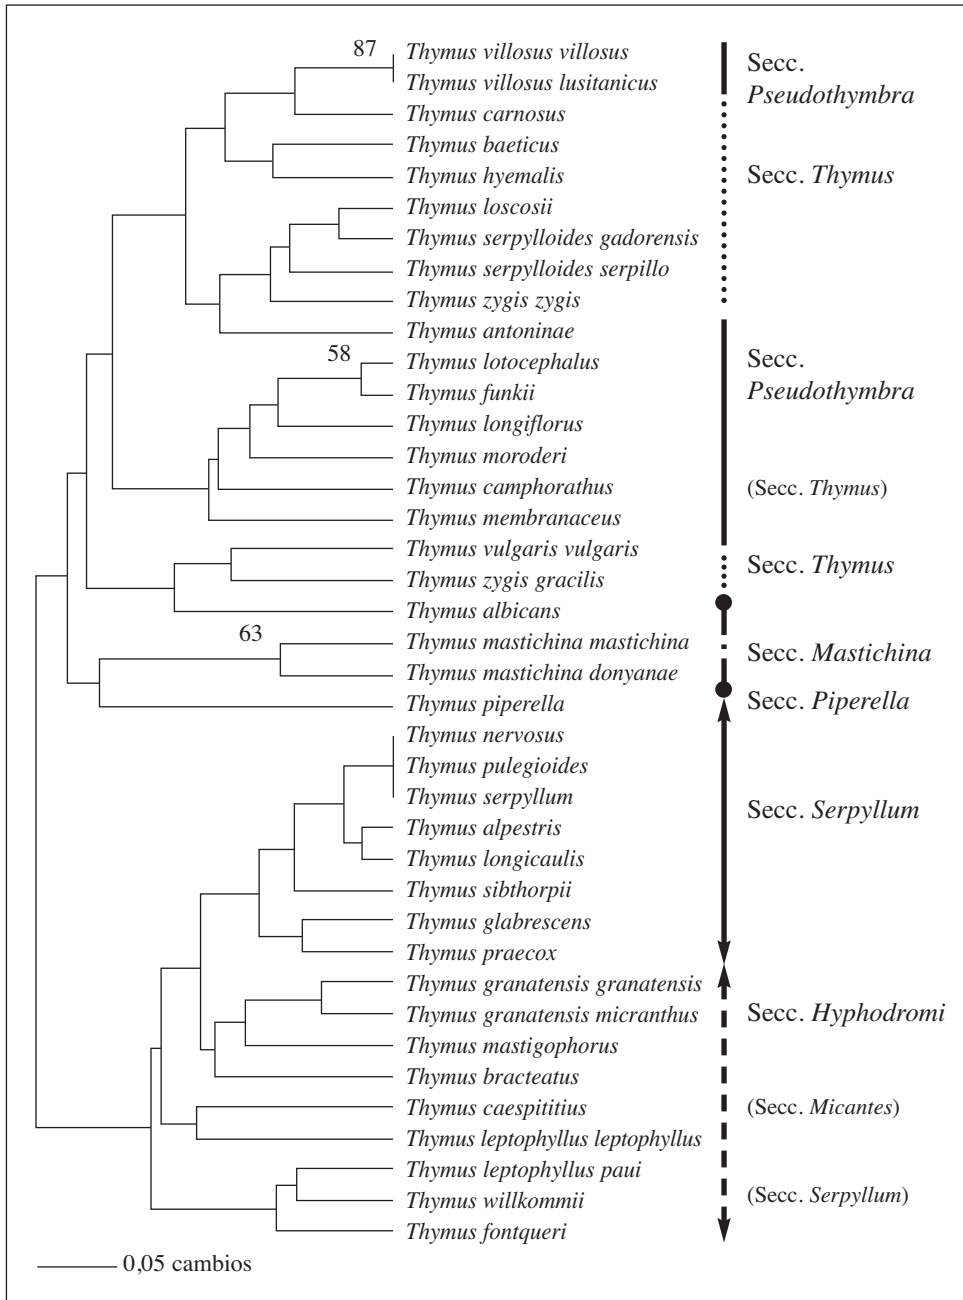 87
Thymus villosus villosus
Thymus villosus lusitanicus
Thymus carnosus
Thymus baeticus
Thymus hyemalis
Thymus loscosii
Thymus serpylloides gadorensis
Thymus serpylloides serpillo
Thymus zygis zygis
Thymus antoninae
58
Thymus lotocephalus
Thymus funkii
Thymus longiflorus
Thymus moroderi
Thymus camphorathus
Thymus membranaceus
Thymus vulgaris vulgaris
Thymus zygis gracilis
Thymus albicans
63
Thymus mastichina mastichina
Thymus mastichina donyanae
Thymus piperella
Thymus nervosus
Thymus pulegioides
Thymus serpyllum
Thymus alpestris
Thymus longicaulis
Thymus sibthorpii
Thymus glabrescens
Thymus praecox
Thymus granatensis granatensis
Thymus granatensis micranthus
Thymus mastigophorus
Thymus bracteatus
Thymus caespititius
Thymus leptophyllus leptophyllus
Thymus leptophyllus paui
Thymus willkommii
Thymus fontqueri
Secc.
Pseudothymbra
Secc. Thymus
Secc.
Pseudothymbra
(Secc. Thymus)
Secc. Thymus
Secc. Mastichina
Secc. Piperella
Secc. Serpyllum
Secc. Hyphodromi
(Secc. Micantes)
(Secc. Serpyllum)
0,05 cambios